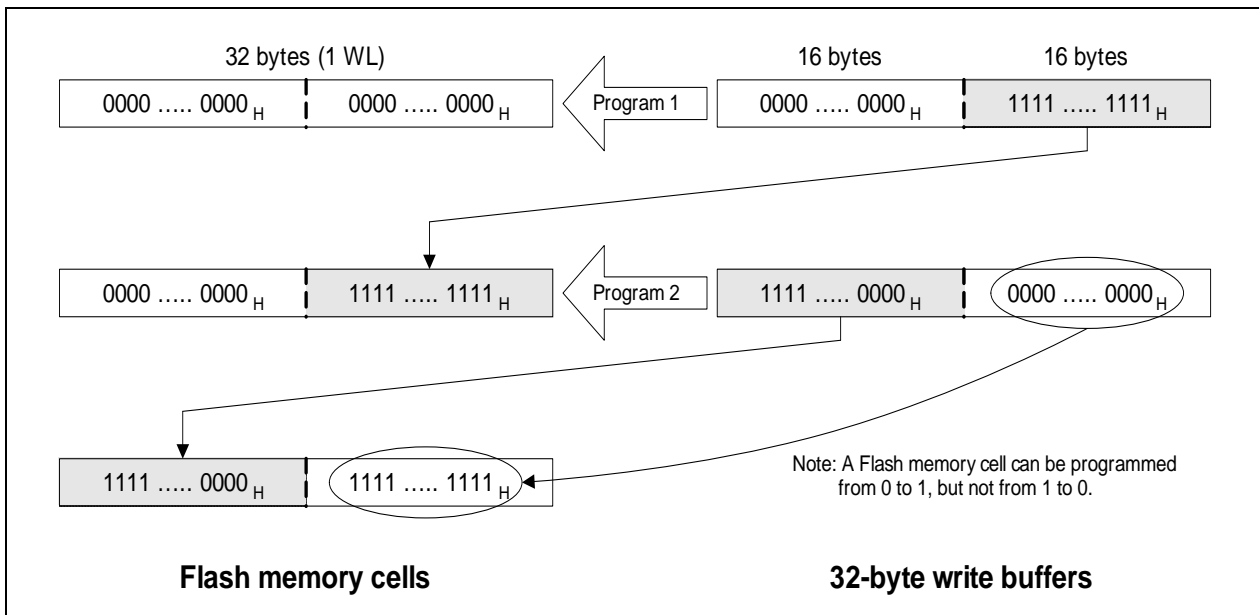 32 bytes (1 WL) 16 bytes 16 bytes
0000 ..... 0000 H 0000 ..... 0000 H Program 1 0000 ..... 0000 H 1111 ..... 1111 H
0000 ..... 0000 H 1111 ..... 1111 H Program 2 1111 ..... 0000 H 0000 ..... 0000 H
1111 ..... 0000 H 1111 ..... 1111 H
Note: A Flash memory cell can be programmed
from 0 to 1, but not from 1 to 0.
Flash memory cells 32-byte write buffers